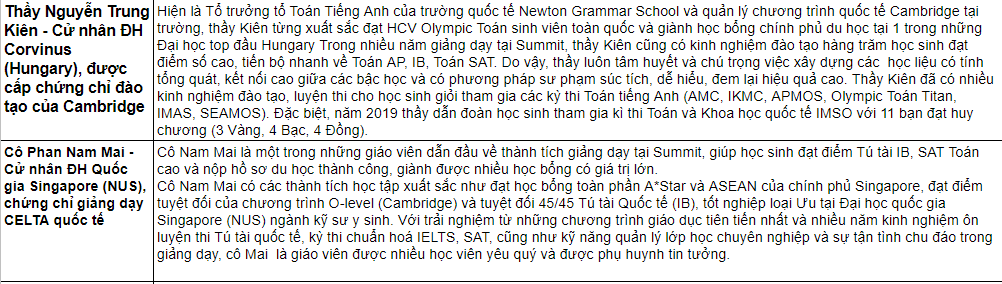 Thầy Nguyễn Trung
Kiên - Cử nhân ĐH
Corvinus
(Hungary), được
cấp chứng chỉ đào
tạo của Cambridge
Hiện là Tổ trưởng tổ Toán Tiếng Anh của trường quốc tế Newton Grammar School và quản lý chương trình quốc tế Cambridge tại
trường, thầy Kiên từng xuất sắc đạt HCV Olympic Toán sinh viên toàn quốc và giành học bổng chính phủ du học tại 1 trong những
Đại học top đầu Hungary Trong nhiều năm giảng dạy tại Summit, thầy Kiên cũng có kinh nghiệm đào tạo hàng trăm học sinh đạt
điểm số cao, tiến bộ nhanh về Toán AP, IB, Toán SAT. Do vậy, thầy luôn tâm huyết và chú trọng việc xây dựng các học liệu có tính
tổng quát, kết nối cao giữa các bậc học và có phương pháp sư phạm súc tích, dễ hiểu, đem lại hiệu quả cao. Thầy Kiên đã có nhiều
kinh nghiệm đào tạo, luyện thi cho học sinh giỏi tham gia các kỳ thi Toán tiếng Anh (AMC, IKMC, APMOS, Olympic Toán Titan,
IMAS, SEAMOS). Đặc biệt, năm 2019 thầy dẫn đoàn học sinh tham gia kì thi Toán và Khoa học quốc tế IMSO với 11 bạn đạt huy
chương (3 Vàng, 4 Bạc, 4 Đồng).
Cô Phan Nam Mai -
Cử nhân ĐH Quốc
gia Singapore (NUS),
chứng chỉ giảng dạy
CELTA quốc tế
Cô Nam Mai là một trong những giáo viên dẫn đầu về thành tích giảng dạy tại Summit, giúp học sinh đạt điểm Tú tài IB, SAT Toán
cao và nộp hồ sơ du học thành công, giành được nhiều học bổng có giá trị lớn.
Cô Nam Mai có các thành tích học tập xuất sắc như đạt học bổng toàn phần A*Star và ASEAN của chính phủ Singapore, đạt điểm
tuyệt đối của chương trình O-level (Cambridge) và tuyệt đối 45/45 Tú tài Quốc tế (IB), tốt nghiệp loại Ưu tại Đại học quốc gia
Singapore (NUS) ngành kỹ sư y sinh. Với trải nghiệm từ những chương trình giáo dục tiên tiến nhất và nhiều năm kinh nghiệm ôn
luyện thi Tú tài quốc tế, kỳ thi chuẩn hoá IELTS, SAT, cũng như kỹ năng quản lý lớp học chuyên nghiệp và sự tận tình chu đáo trong
giảng dạy, cô Mai là giáo viên được nhiều học viên yêu quý và được phụ huynh tin tưởng.